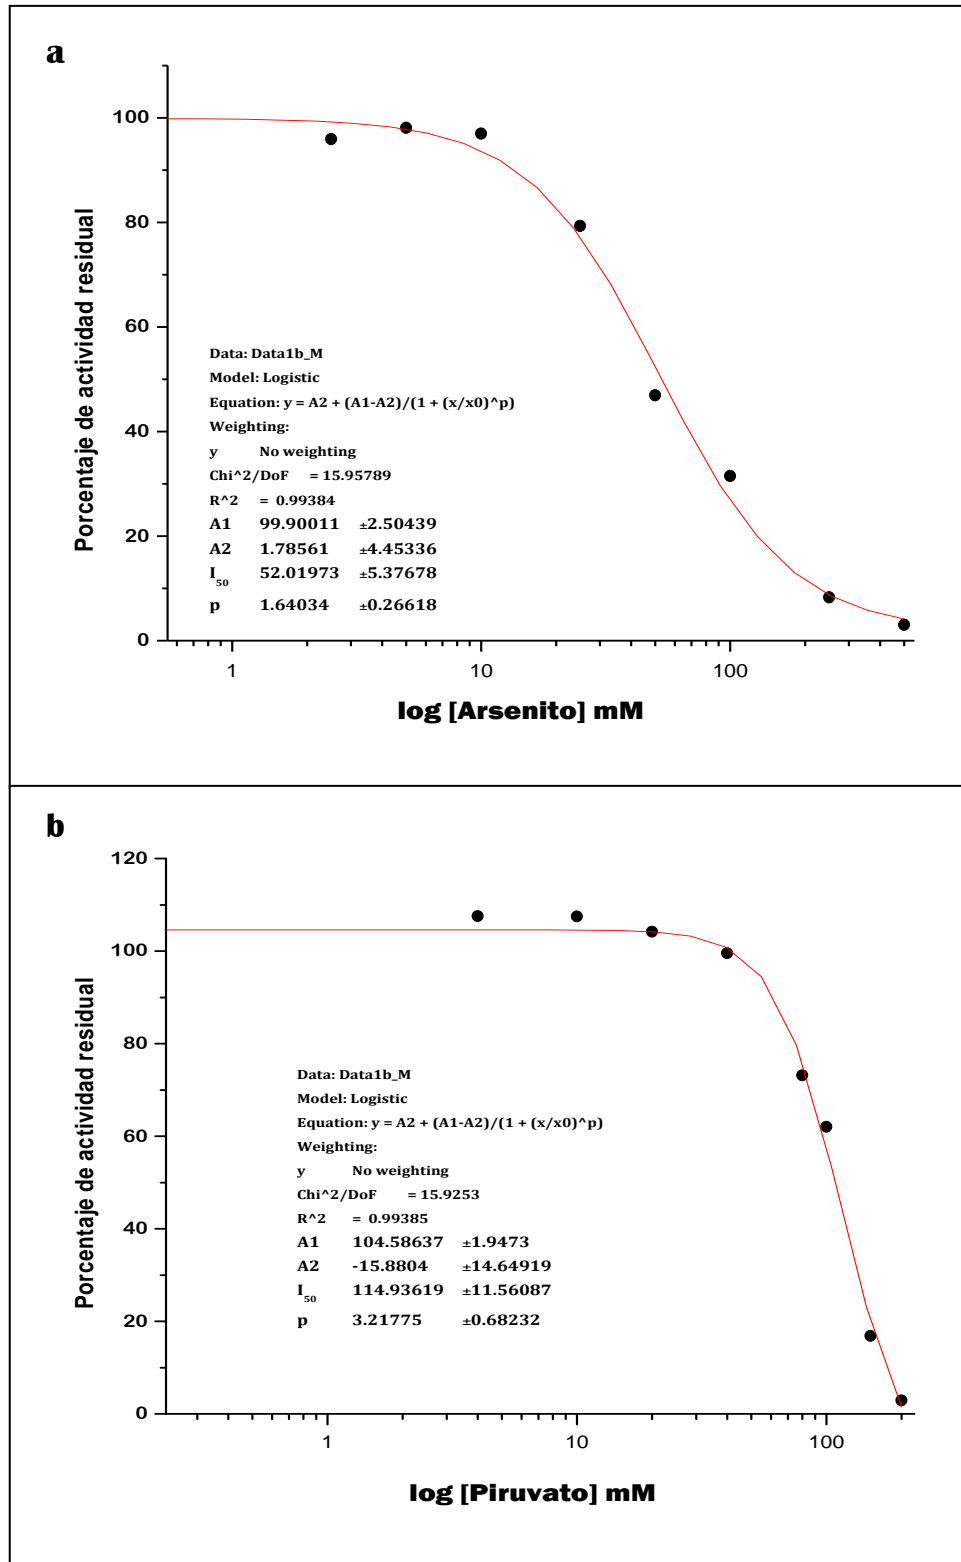 a
100
80
60
40
20
0
Porcentaje de actividad residual
Data: Data1b_M
Model: Logistic
Equation: y = A2 + (A1-A2)/(1 + (x/x0)^p)
Weighting:
y No weighting
Chi^2/DoF = 15.95789
R^2 = 0.99384
A1 99.90011 ±2.50439
A2 1.78561 ±4.45336
I50 52.01973 ±5.37678
p 1.64034 ±0.26618
1 10 100
log [Arsenito] mM
b
120
100
80
60
40
20
0
Porcentaje de actividad residual
Data: Data1b_M
Model: Logistic
Equation: y = A2 + (A1-A2)/(1 + (x/x0)^p)
Weighting:
y No weighting
Chi^2/DoF = 15.9253
R^2 = 0.99385
A1 104.58637 ±1.9473
A2 -15.8804 ±14.64919
I50 114.93619 ±11.56087
p 3.21775 ±0.68232
1 10 100
log [Piruvato] mM